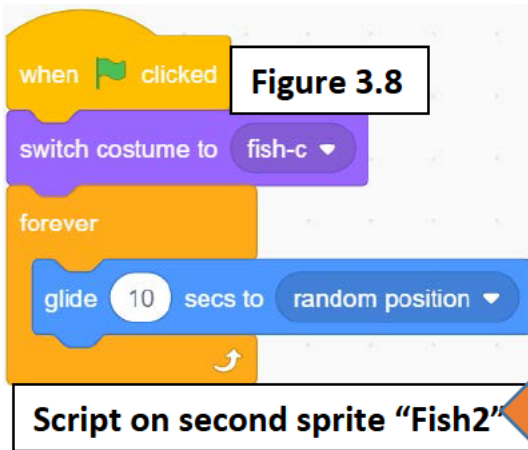 when clicked
Figure 3.8
switch costume to fish-c
forever
glide 10 secs to random position
Script on second sprite “Fish2”